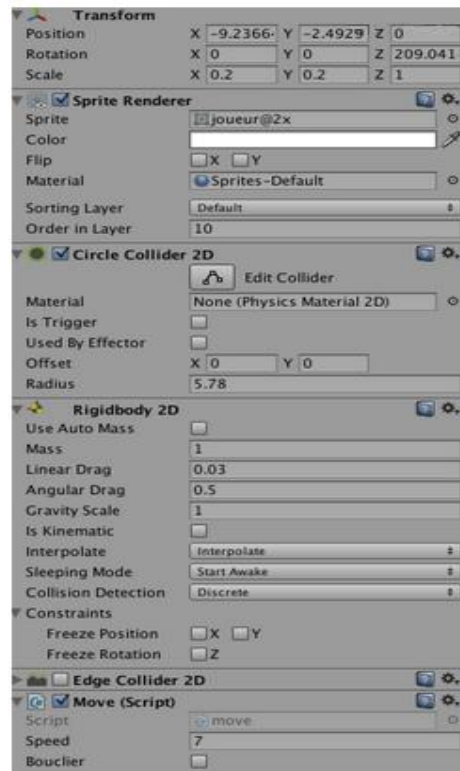 Transform
Position X -9.2366 Y -2.4929 Z 0
Rotation X 0 Y 0 Z 209.041
Scale X 0.2 Y 0.2 Z 1
Sprite Renderer
Sprite joueur@2x
Color
Flip X Y
Material Sprites-Default
Sorting Layer Default
Order in Layer 10
Circle Collider 2D
Edit Collider
Material None (Physics Material 2D)
Is Trigger
Used By Effector
Offset X 0 Y 0
Radius 5.78
Rigidbody 2D
Use Auto Mass
Mass 1
Linear Drag 0.03
Angular Drag 0.5
Gravity Scale 1
Is Kinematic
Interpolate Interpolate
Sleeping Mode Start Awake
Collision Detection Discrete
Constraints
Freeze Position X Y
Freeze Rotation Z
Edge Collider 2D
Move (Script)
Script move
Speed 7
Bouclier